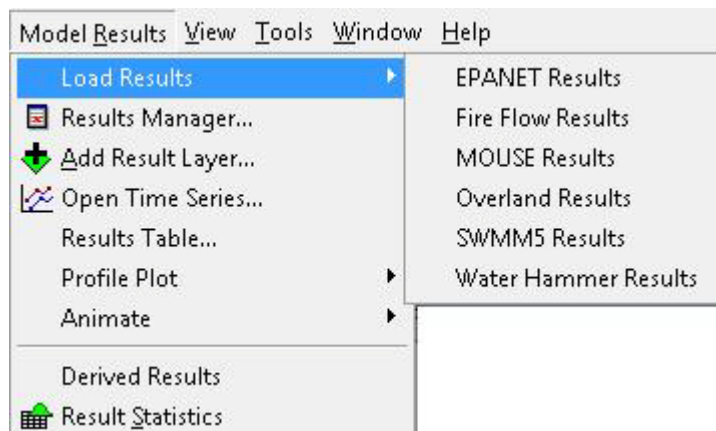 Model Results View Tools Window Help
Load Results
Results Manager...
Add Result Layer...
Open Time Series...
Results Table...
Profile Plot
Animate
Derived Results
Result Statistics
EPANET Results
Fire Flow Results
MOUSE Results
Overland Results
SWMM5 Results
Water Hammer Results